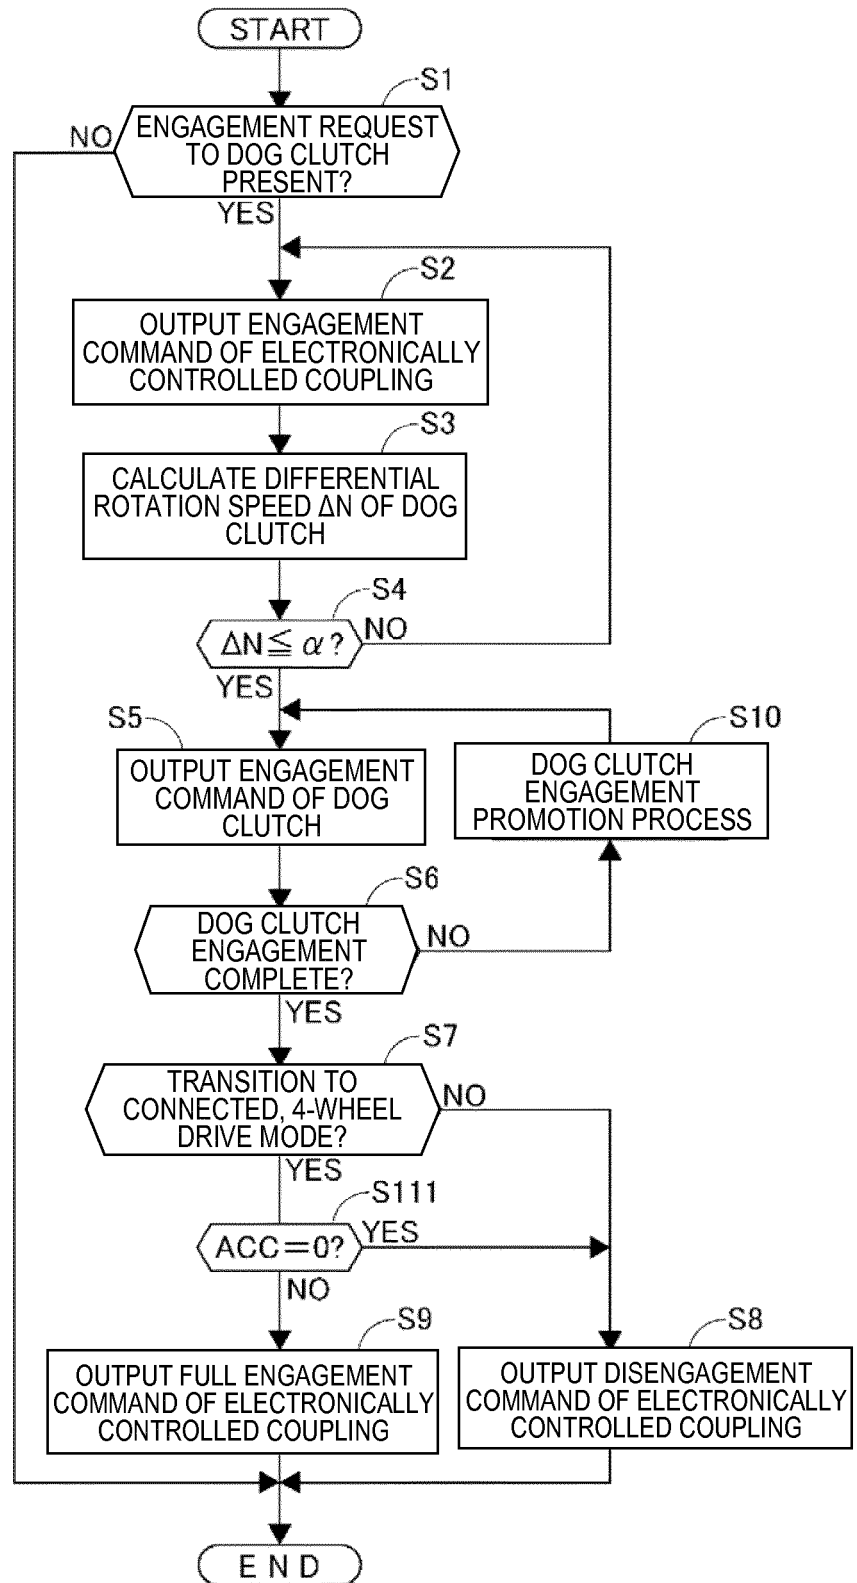 START
S1
NO
ENGAGEMENT REQUEST
TO DOG CLUTCH
PRESENT?
YES
S2
OUTPUT ENGAGEMENT
COMMAND OF ELECTRONICALLY
CONTROLLED COUPLING
S3
CALCULATE DIFFERENTIAL
ROTATION SPEED ΔN OF DOG
CLUTCH
S4
ΔN≦α?
NO
YES
S5
S10
OUTPUT ENGAGEMENT
COMMAND OF DOG
CLUTCH
DOG CLUTCH
ENGAGEMENT
PROMOTION PROCESS
S6
DOG CLUTCH
ENGAGEMENT
COMPLETE?
NO
YES
S7
TRANSITION TO
CONNECTED, 4-WHEEL
DRIVE MODE?
NO
YES
S111
ACC=0?
YES
NO
S9
S8
OUTPUT FULL ENGAGEMENT
COMMAND OF ELECTRONICALLY
CONTROLLED COUPLING
OUTPUT DISENGAGEMENT
COMMAND OF ELECTRONICALLY
CONTROLLED COUPLING
END